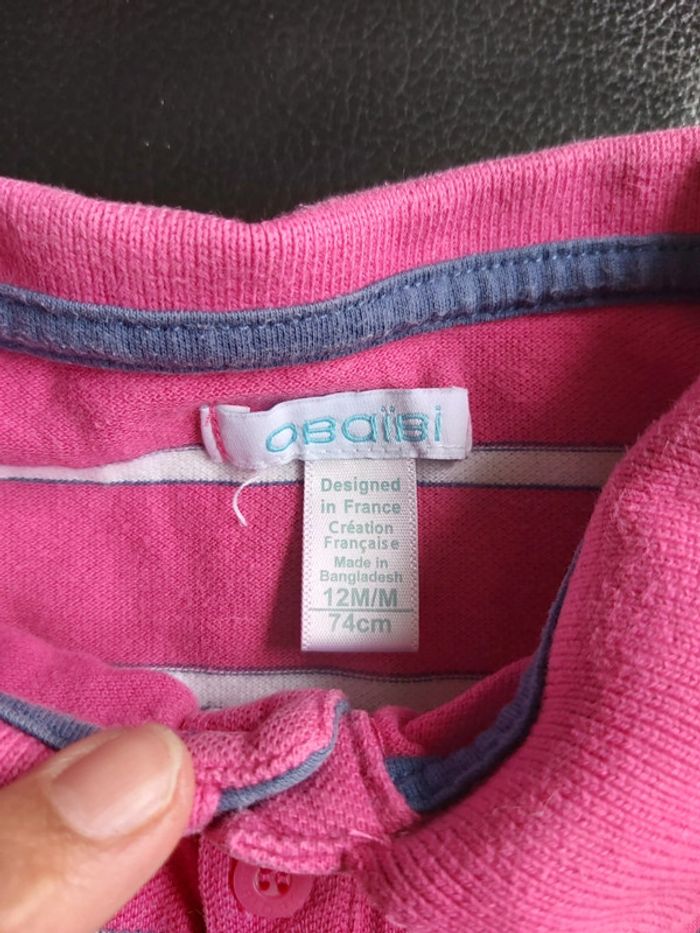 OBAÏBI
Designed
in France
Création
Française
Made in
Bangladesh
12M/M
74cm